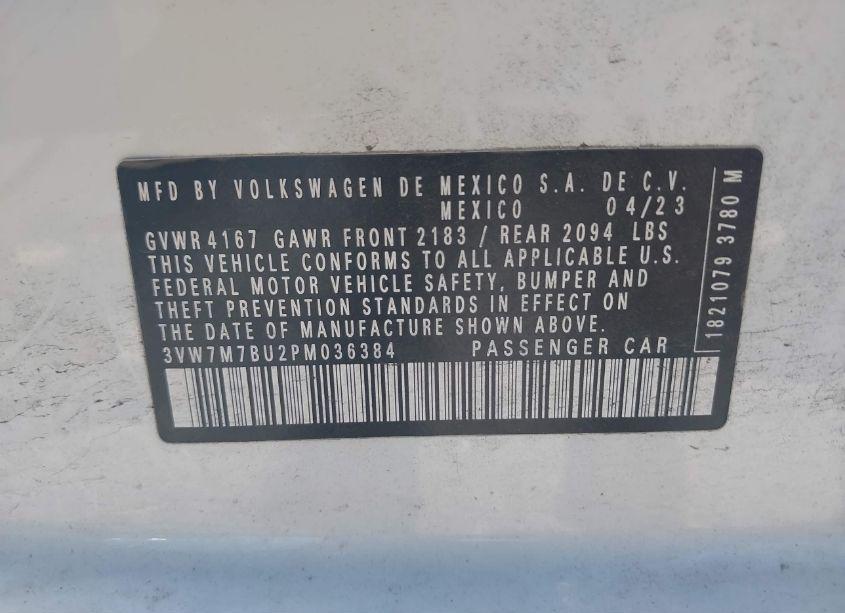 MFD BY VOLKSWAGEN DE MEXICO S.A. DE C.V.
MEXICO 04/23
GVWR 4167 GAWR FRONT 2183 / REAR 2094 LBS
THIS VEHICLE CONFORMS TO ALL APPLICABLE U.S.
FEDERAL MOTOR VEHICLE SAFETY, BUMPER AND
THEFT PREVENTION STANDARDS IN EFFECT ON
THE DATE OF MANUFACTURE SHOWN ABOVE.
3VW7M7BU2PM036384 PASSENGER CAR
1821079 3780 M